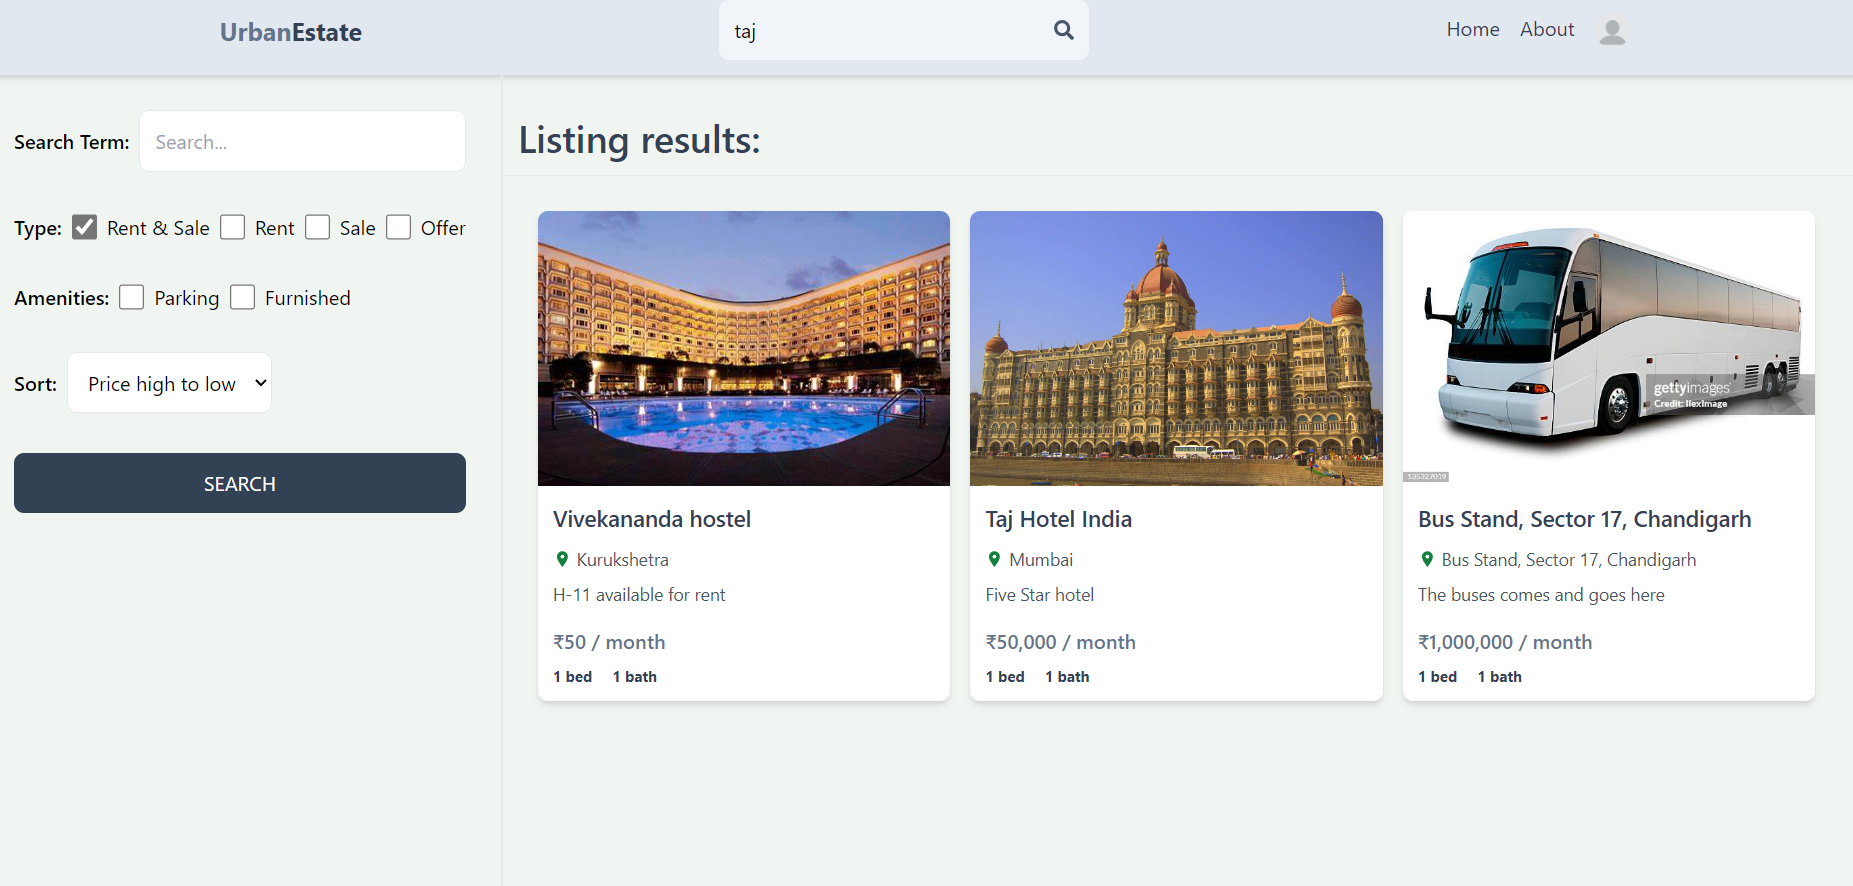 UrbanEstate
taj
Home About
Search Term: Search...
Type: Rent & Sale Rent Sale Offer
Amenities: Parking Furnished
Sort: Price high to low
SEARCH
Listing results:
Vivekananda hostel
Kurukshetra
H-11 available for rent
₹50 / month
1 bed 1 bath
Taj Hotel India
Mumbai
Five Star hotel
₹50,000 / month
1 bed 1 bath
gettyimages
Credit: IlexImage
135327019
Bus Stand, Sector 17, Chandigarh
Bus Stand, Sector 17, Chandigarh
The buses comes and goes here
₹1,000,000 / month
1 bed 1 bath